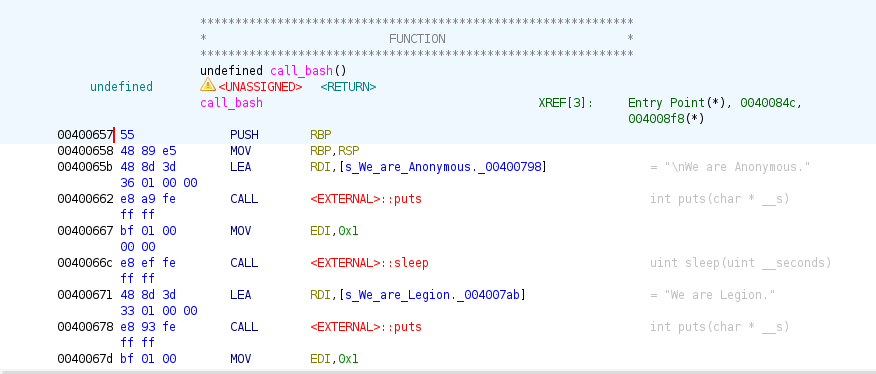 **************************************************************
*                          FUNCTION                          *
**************************************************************
undefined call_bash()
undefined <UNASSIGNED> <RETURN>
call_bash XREF[3]: Entry Point(*), 0040084c,
004008f8(*)
00400657 55 PUSH RBP
00400658 48 89 e5 MOV RBP,RSP
0040065b 48 8d 3d LEA RDI,[s_We_are_Anonymous._00400798] = "\nWe are Anonymous."
36 01 00 00
00400662 e8 a9 fe CALL <EXTERNAL>::puts int puts(char * __s)
ff ff
00400667 bf 01 00 MOV EDI,0x1
00 00
0040066c e8 ef fe CALL <EXTERNAL>::sleep uint sleep(uint __seconds)
ff ff
00400671 48 8d 3d LEA RDI,[s_We_are_Legion._004007ab] = "We are Legion."
33 01 00 00
00400678 e8 93 fe CALL <EXTERNAL>::puts int puts(char * __s)
ff ff
0040067d bf 01 00 MOV EDI,0x1